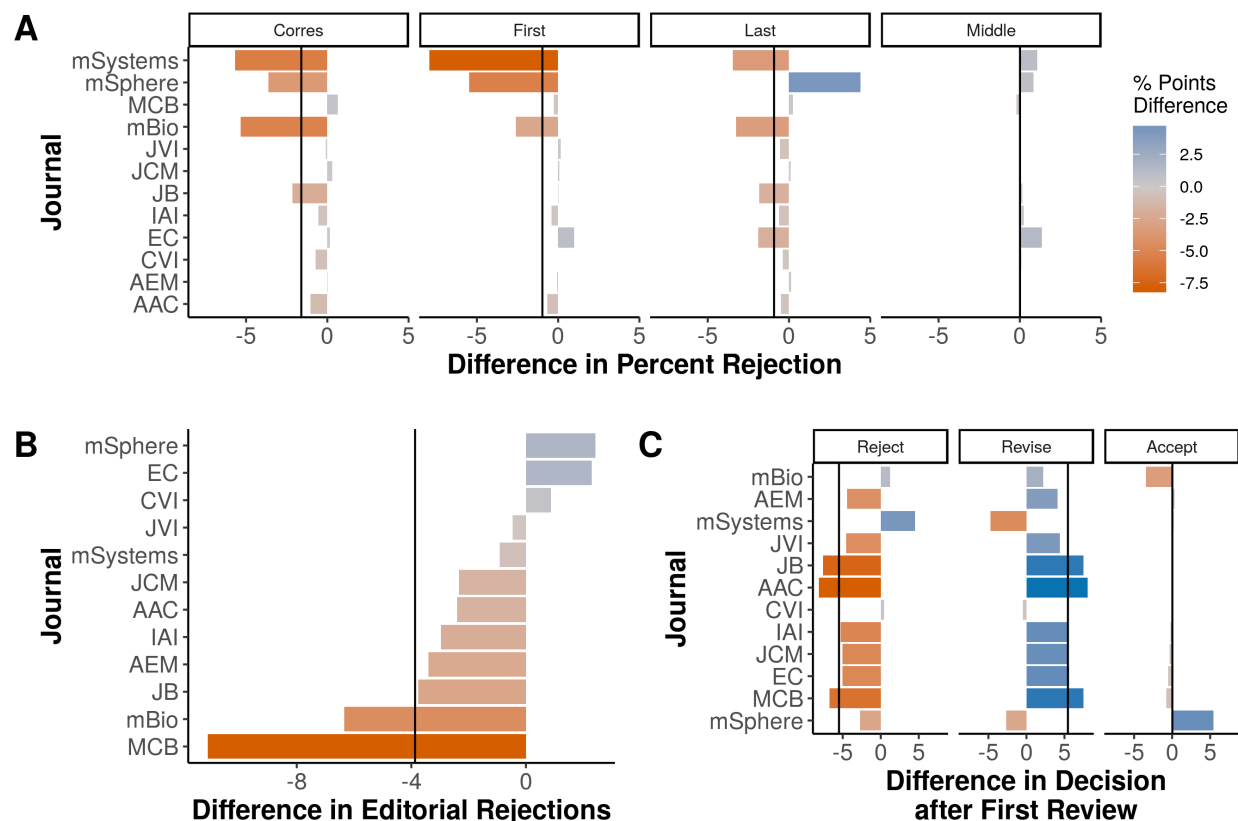 A
Corres First Last Middle
mSystems
mSphere
MCB
mBio
JVI
JCM
JB
IAI
EC
CVI
AEM
AAC
Journal
-5 0 5 -5 0 5 -5 0 5 -5 0 5
Difference in Percent Rejection
% Points
Difference
2.5
0.0
-2.5
-5.0
-7.5
B
mSphere
EC
CVI
JVI
mSystems
JCM
AAC
IAI
AEM
JB
mBio
MCB
Journal
-8 -4 0
Difference in Editorial Rejections
C
Reject Revise Accept
mBio
AEM
mSystems
JVI
JB
AAC
CVI
IAI
JCM
EC
MCB
mSphere
Journal
-5 0 5 -5 0 5 -5 0 5
Difference in Decision
after First Review